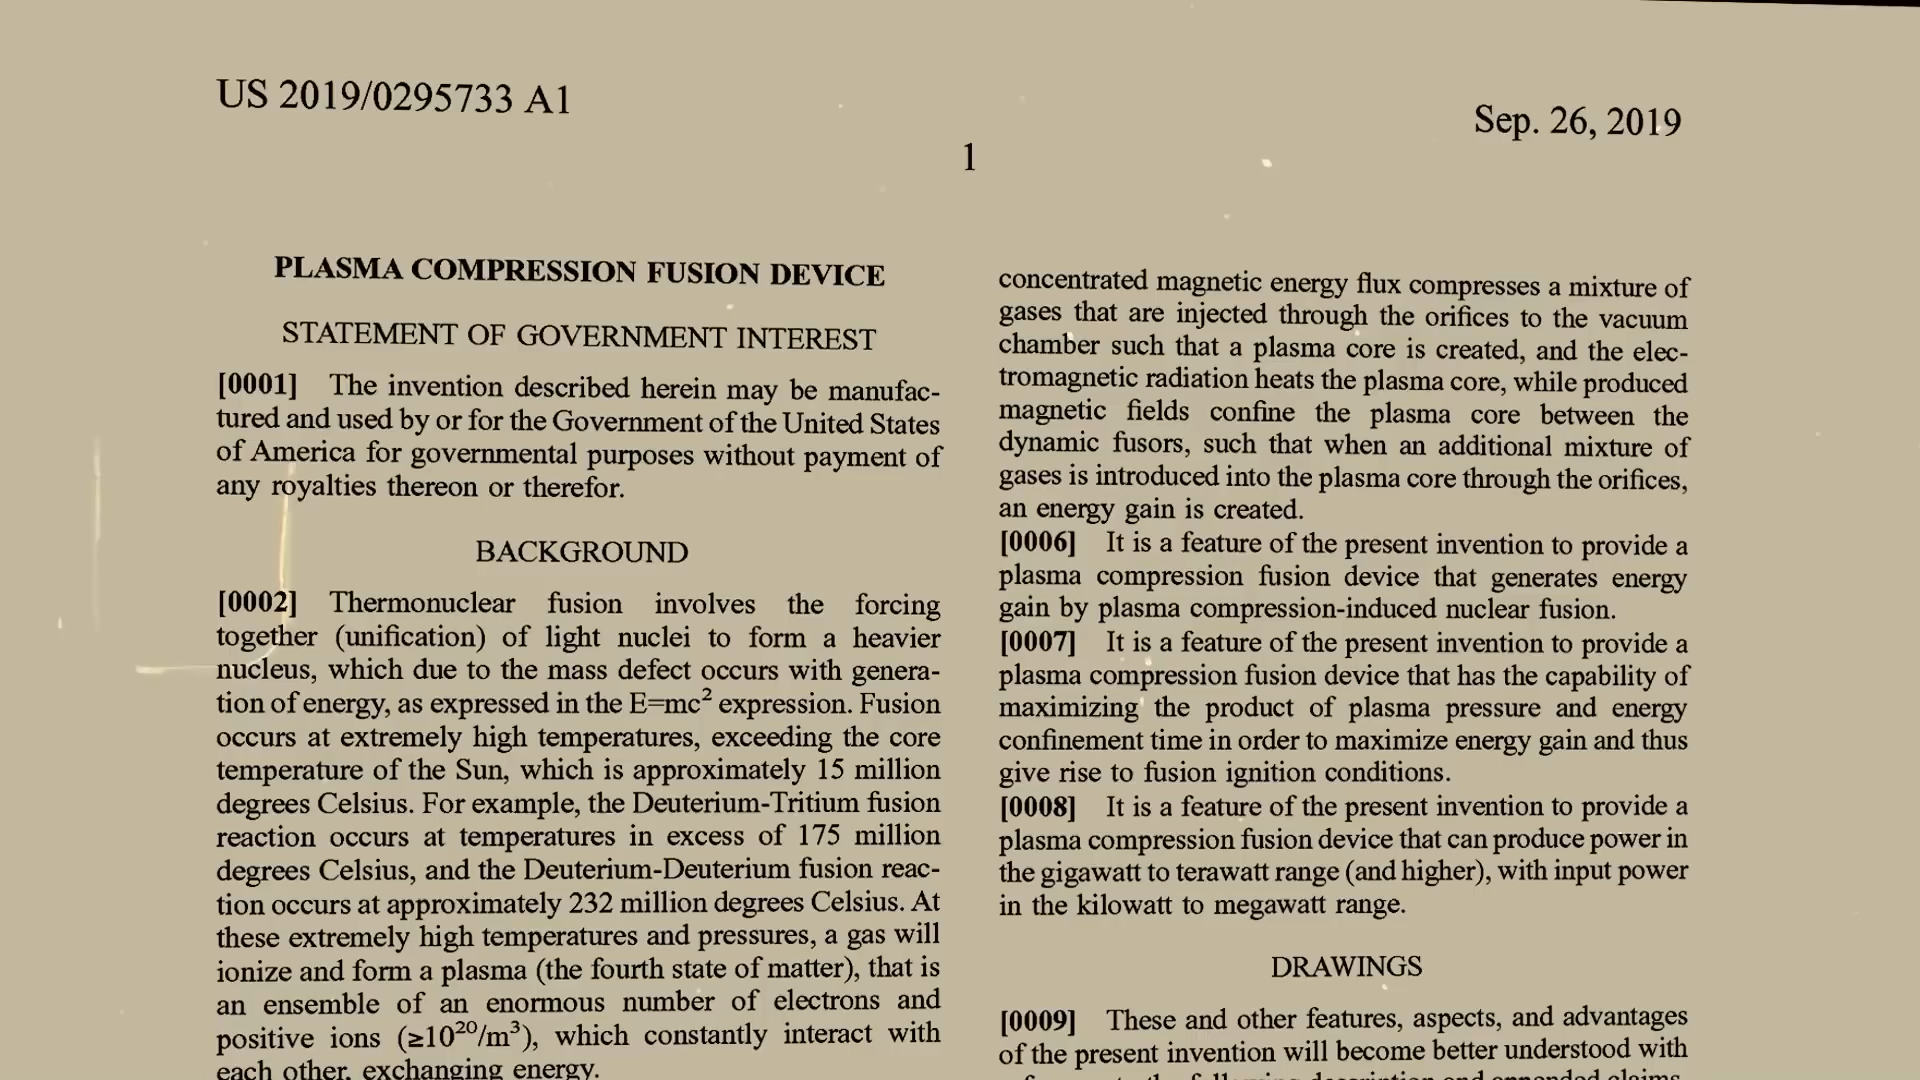 US 2019/0295733 A1
Sep. 26, 2019
1
PLASMA COMPRESSION FUSION DEVICE
STATEMENT OF GOVERNMENT INTEREST
[0001] The invention described herein may be manufac-
tured and used by or for the Government of the United States
of America for governmental purposes without payment of
any royalties thereon or therefor.
BACKGROUND
[0002] Thermonuclear fusion involves the forcing
together (unification) of light nuclei to form a heavier
nucleus, which due to the mass defect occurs with genera-
tion of energy, as expressed in the E=mc² expression. Fusion
occurs at extremely high temperatures, exceeding the core
temperature of the Sun, which is approximately 15 million
degrees Celsius. For example, the Deuterium-Tritium fusion
reaction occurs at temperatures in excess of 175 million
degrees Celsius, and the Deuterium-Deuterium fusion reac-
tion occurs at approximately 232 million degrees Celsius. At
these extremely high temperatures and pressures, a gas will
ionize and form a plasma (the fourth state of matter), that is
an ensemble of an enormous number of electrons and
positive ions (≥10²⁰/m³), which constantly interact with
each other, exchanging energy.
concentrated magnetic energy flux compresses a mixture of
gases that are injected through the orifices to the vacuum
chamber such that a plasma core is created, and the elec-
tromagnetic radiation heats the plasma core, while produced
magnetic fields confine the plasma core between the
dynamic fusors, such that when an additional mixture of
gases is introduced into the plasma core through the orifices,
an energy gain is created.
[0006] It is a feature of the present invention to provide a
plasma compression fusion device that generates energy
gain by plasma compression-induced nuclear fusion.
[0007] It is a feature of the present invention to provide a
plasma compression fusion device that has the capability of
maximizing the product of plasma pressure and energy
confinement time in order to maximize energy gain and thus
give rise to fusion ignition conditions.
[0008] It is a feature of the present invention to provide a
plasma compression fusion device that can produce power in
the gigawatt to terawatt range (and higher), with input power
in the kilowatt to megawatt range.
DRAWINGS
[0009] These and other features, aspects, and advantages
of the present invention will become better understood with